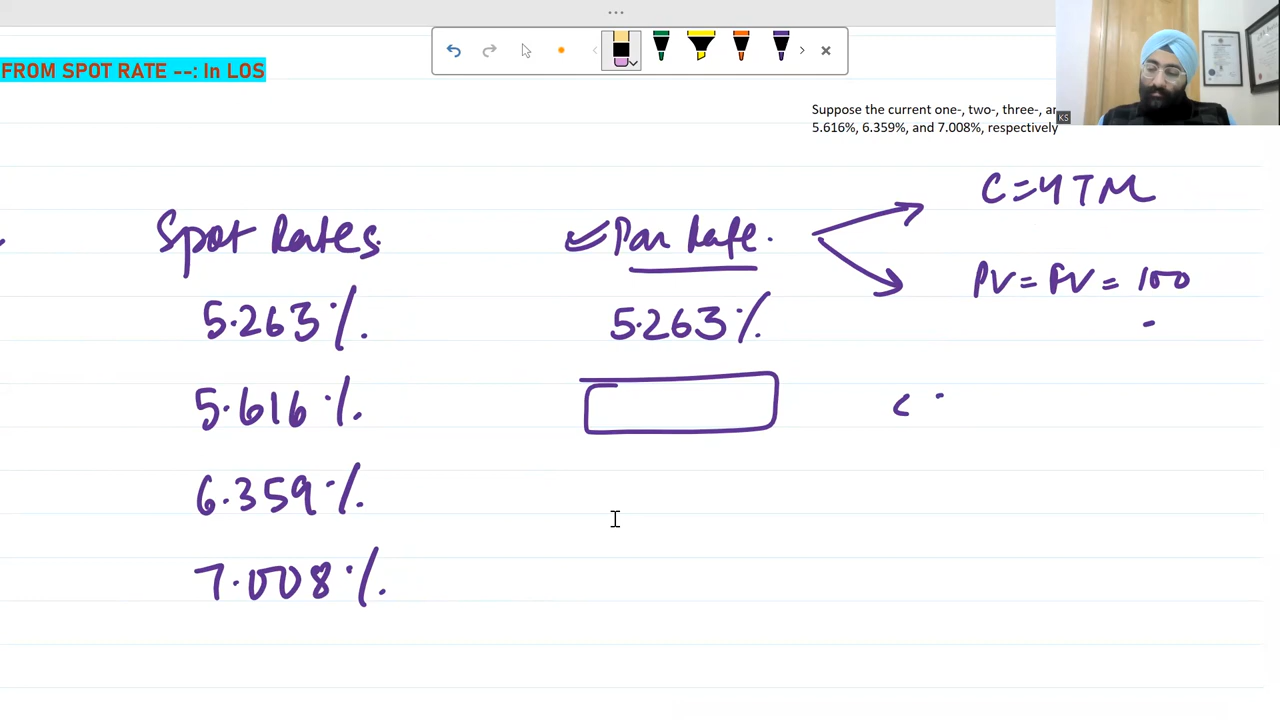 FROM SPOT RATE --: In LOS
Suppose the current one-, two-, three-, a
5.616%, 6.359%, and 7.008%, respectively
KS
C = YTM
Spot Rates
Par Rate.
PV = FV = 100
5.263%.
5.263%
5.616%.
6.359%.
7.008%.